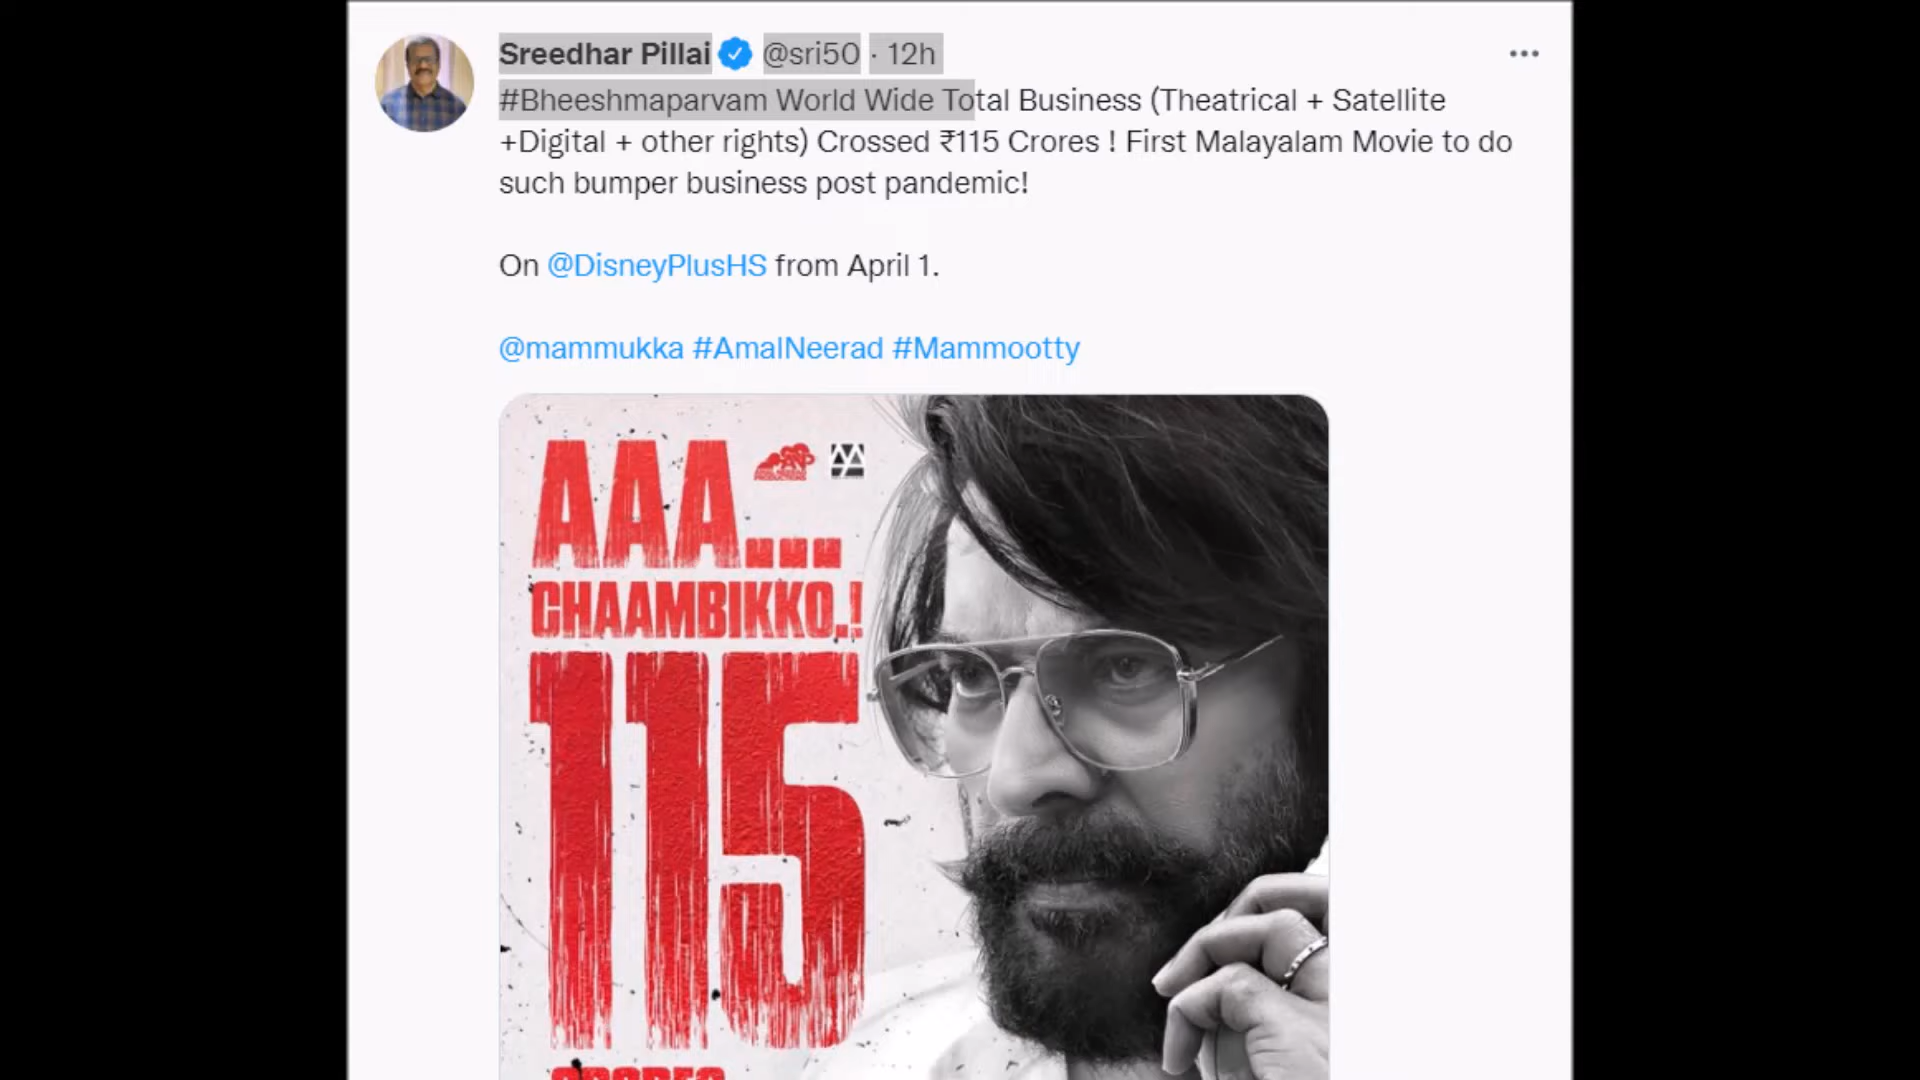 Sreedhar Pillai @sri50 · 12h
#Bheeshmaparvam World Wide Total Business (Theatrical + Satellite
+Digital + other rights) Crossed ₹115 Crores ! First Malayalam Movie to do
such bumper business post pandemic!
On @DisneyPlusHS from April 1.
@mammukka #AmalNeerad #Mammootty
AAA...
CHAAMBIKKO.!
115
CRORES